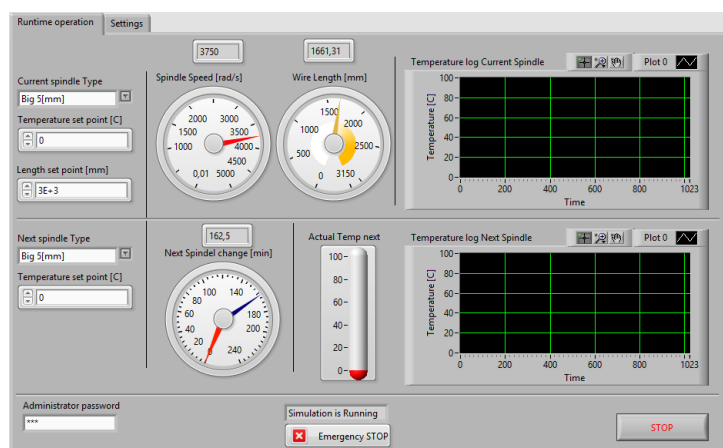 Runtime operation Settings
3750 1661,31
Current spindle Type
Big 5[mm]
Temperature set point [C]
0
Length set point [mm]
3E+3
Spindle Speed [rad/s]
0,01 1000 1500 2000 3000 3500 4000 4500 5000
Wire Length [mm]
0 500 1000 1500 2000 2500 3150
Temperature log Current Spindle Plot 0
Temperature [C]
100
80
60
40
20
0
0 200 400 600 800 1023
Time
Next spindle Type
Big 5[mm]
Temperature set point [C]
0
162,5
Next Spindel change [min]
0 20 40 60 80 100 140 180 200 240
Actual Temp next
100
80
60
40
20
0
Temperature log Next Spindle Plot 0
Temperature [C]
100
80
60
40
20
0
0 200 400 600 800 1023
Time
Administrator password
***
Simulation is Running
Emergency STOP
STOP